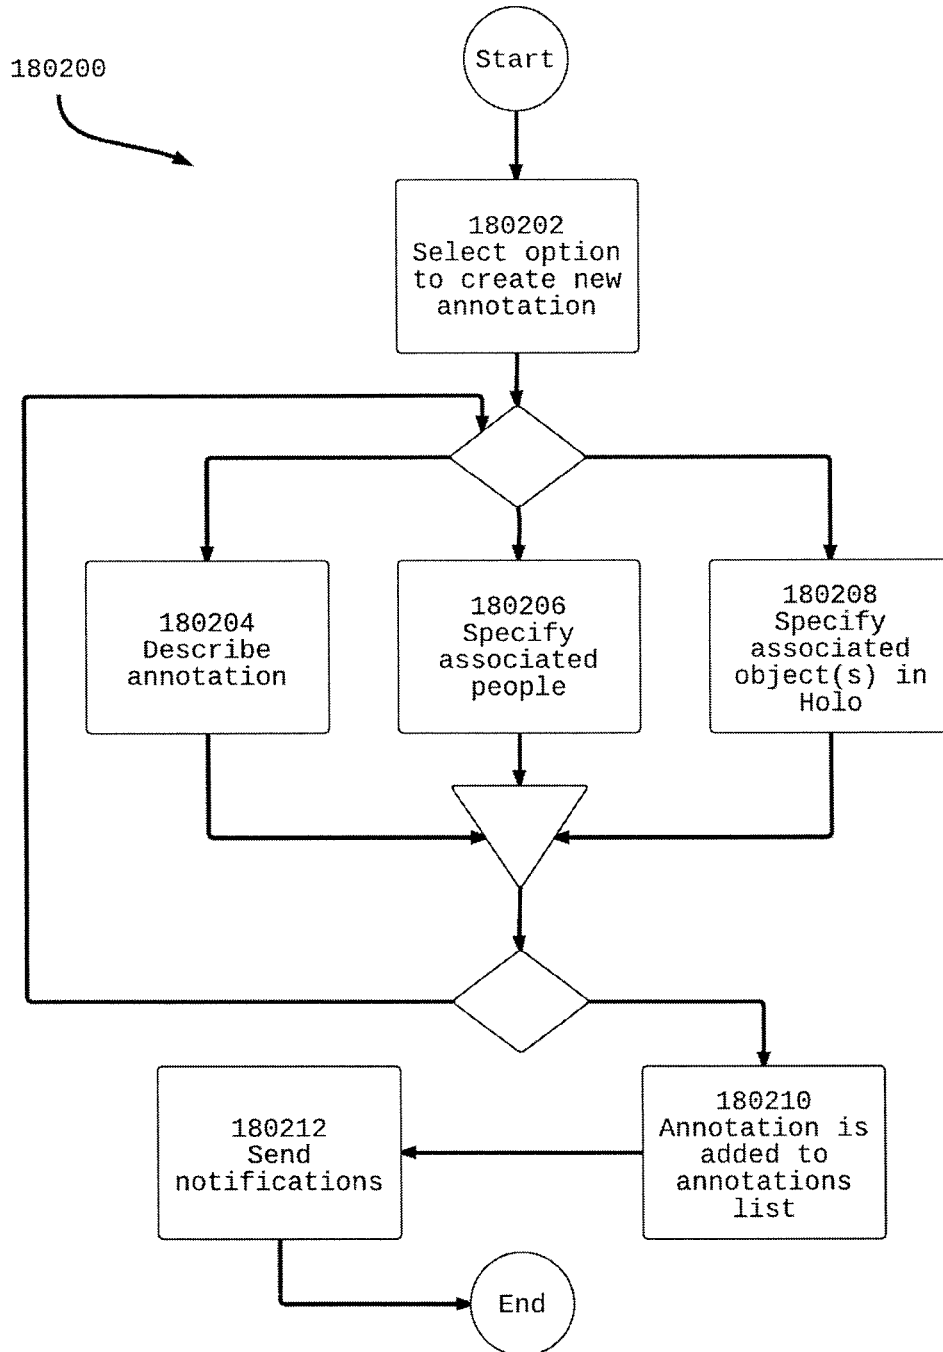 Start
180200
180202
Select option
to create new
annotation
180204
Describe
annotation
180206
Specify
associated
people
180208
Specify
associated
object(s) in
Holo
180210
Annotation is
added to
annotations
list
180212
Send
notifications
End